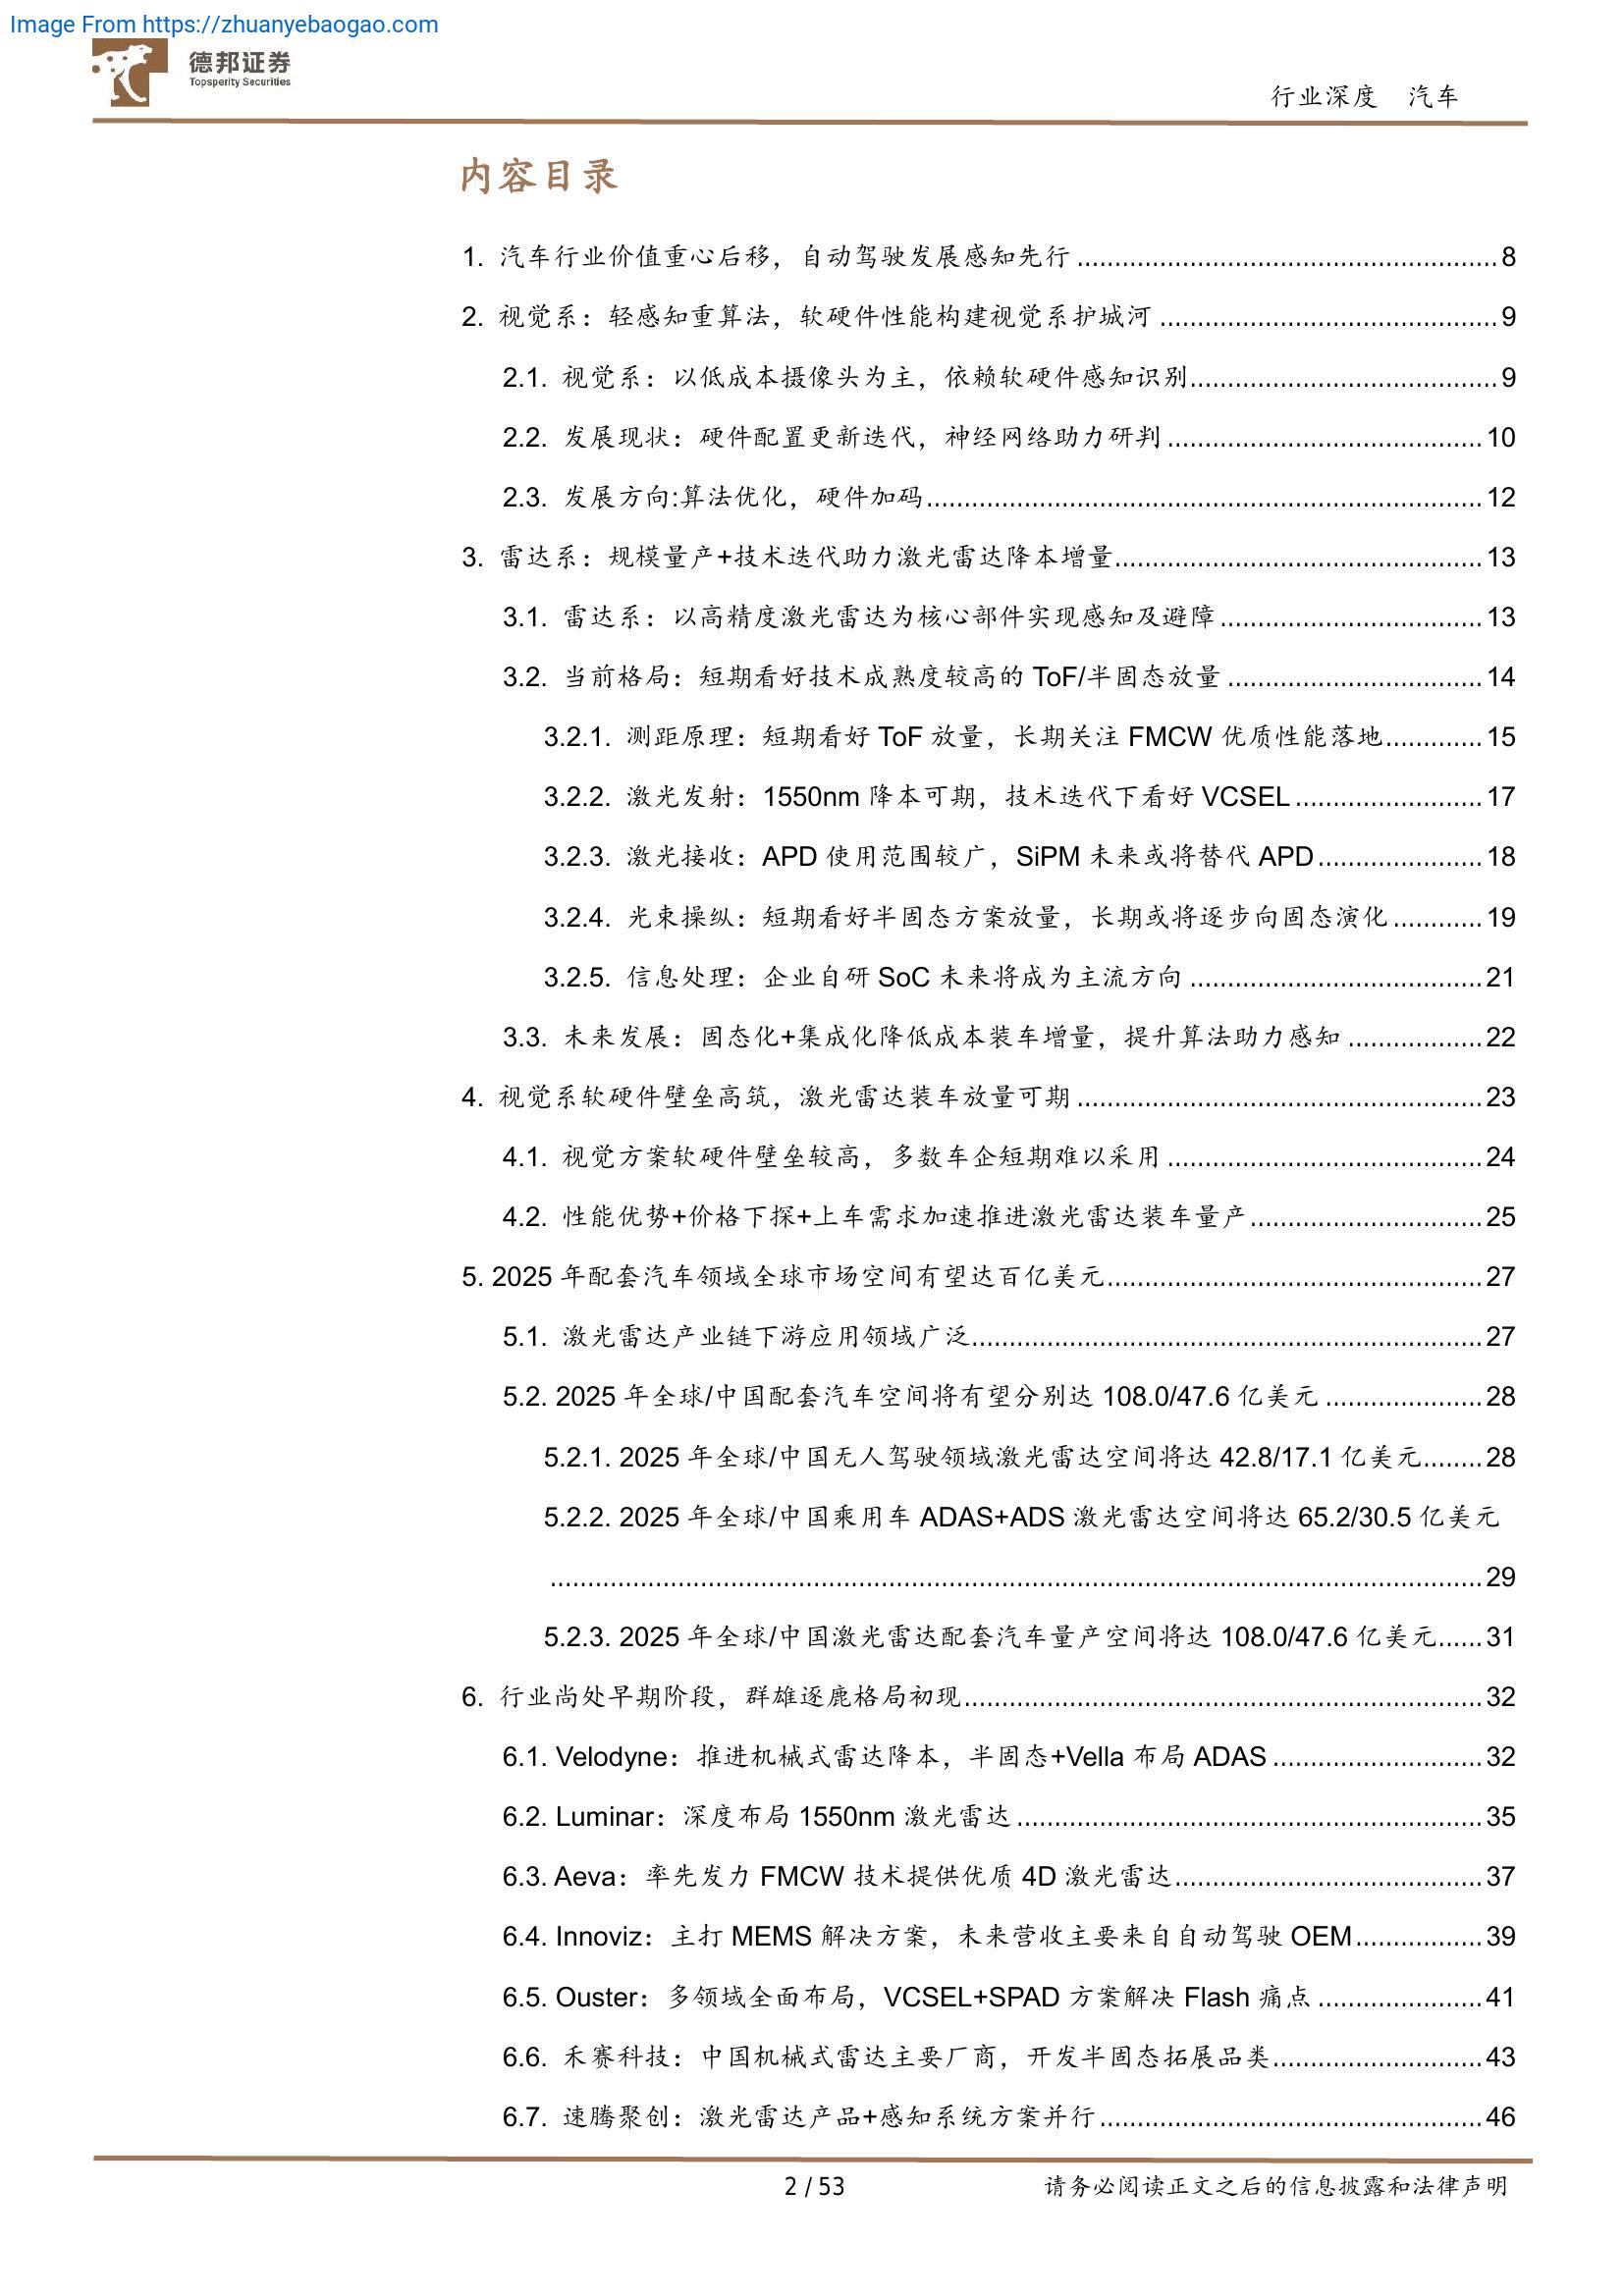 Image From https://zhuanyebaogao.com
德邦证券
Topsperity Securities
行业深度 汽车
内容目录
1. 汽车行业价值重心后移，自动驾驶发展感知先行........................................................8
2. 视觉系：轻感知重算法，软硬件性能构建视觉系护城河.............................................9
2.1. 视觉系：以低成本摄像头为主，依赖软硬件感知识别.........................................9
2.2. 发展现状：硬件配置更新迭代，神经网络助力研判..........................................10
2.3. 发展方向:算法优化，硬件加码..........................................................................12
3. 雷达系：规模量产+技术迭代助力激光雷达降本增量.................................................13
3.1. 雷达系：以高精度激光雷达为核心部件实现感知及避障...................................13
3.2. 当前格局：短期看好技术成熟度较高的 ToF/半固态放量..................................14
3.2.1. 测距原理：短期看好 ToF 放量，长期关注 FMCW 优质性能落地.............15
3.2.2. 激光发射：1550nm 降本可期，技术迭代下看好 VCSEL.........................17
3.2.3. 激光接收：APD 使用范围较广，SiPM 未来或将替代 APD......................18
3.2.4. 光束操纵：短期看好半固态方案放量，长期或将逐步向固态演化............19
3.2.5. 信息处理：企业自研 SoC 未来将成为主流方向.......................................21
3.3. 未来发展：固态化+集成化降低成本装车增量，提升算法助力感知..................22
4. 视觉系软硬件壁垒高筑，激光雷达装车放量可期......................................................23
4.1. 视觉方案软硬件壁垒较高，多数车企短期难以采用..........................................24
4.2. 性能优势+价格下探+上车需求加速推进激光雷达装车量产...............................25
5. 2025 年配套汽车领域全球市场空间有望达百亿美元..................................................27
5.1. 激光雷达产业链下游应用领域广泛....................................................................27
5.2. 2025 年全球/中国配套汽车空间将有望分别达 108.0/47.6 亿美元.....................28
5.2.1. 2025 年全球/中国无人驾驶领域激光雷达空间将达 42.8/17.1 亿美元........28
5.2.2. 2025 年全球/中国乘用车 ADAS+ADS 激光雷达空间将达 65.2/30.5 亿美元
............................................................................................................................29
5.2.3. 2025 年全球/中国激光雷达配套汽车量产空间将达 108.0/47.6 亿美元......31
6. 行业尚处早期阶段，群雄逐鹿格局初现.....................................................................32
6.1. Velodyne：推进机械式雷达降本，半固态+Vella 布局 ADAS............................32
6.2. Luminar：深度布局 1550nm 激光雷达..............................................................35
6.3. Aeva：率先发力 FMCW 技术提供优质 4D 激光雷达.........................................37
6.4. Innoviz：主打 MEMS 解决方案，未来营收主要来自自动驾驶 OEM.................39
6.5. Ouster：多领域全面布局，VCSEL+SPAD 方案解决 Flash 痛点......................41
6.6. 禾赛科技：中国机械式雷达主要厂商，开发半固态拓展品类............................43
6.7. 速腾聚创：激光雷达产品+感知系统方案并行...................................................46
2 / 53
请务必阅读正文之后的信息披露和法律声明